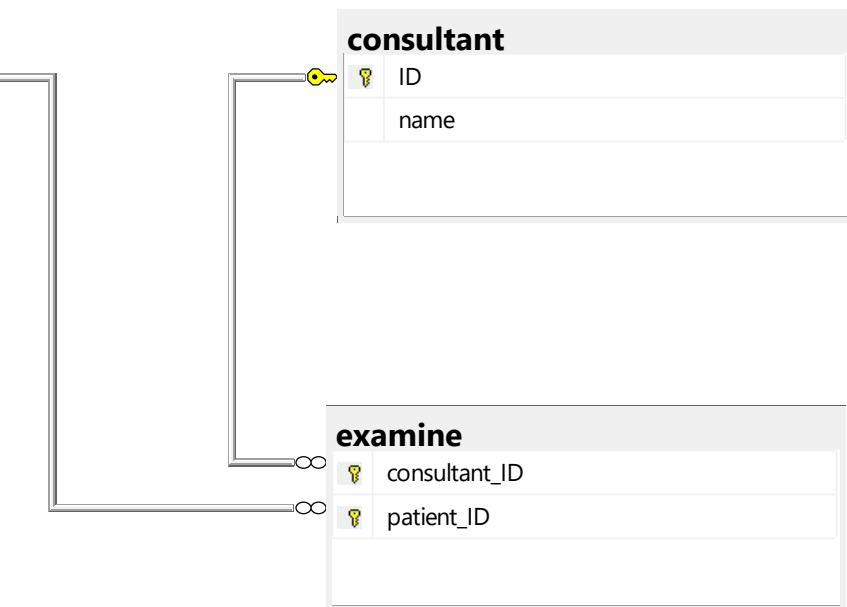 consultant
ID
name
examine
consultant_ID
patient_ID